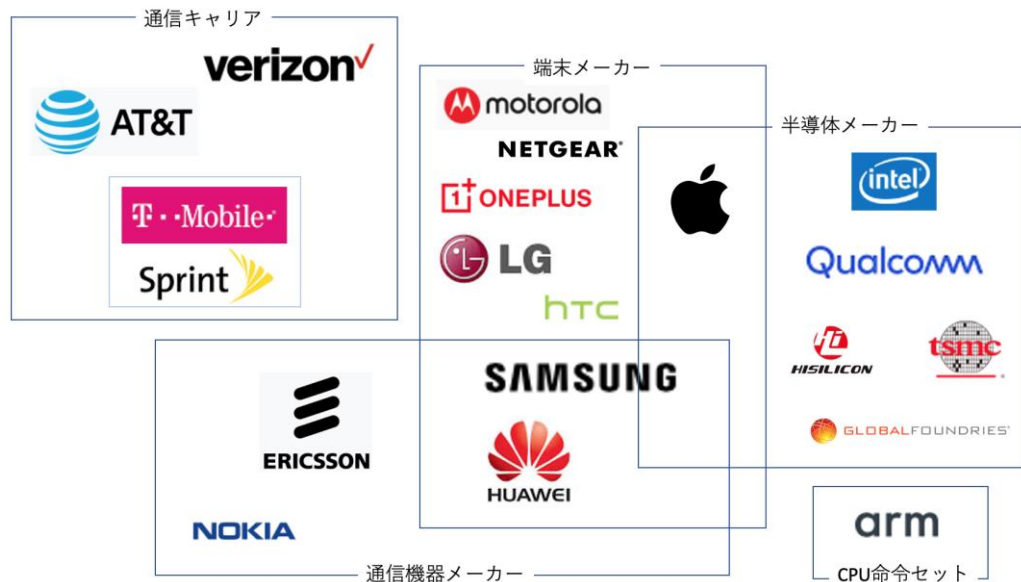 通信キャリア
verizon
AT&T
T··Mobile·
Sprint
端末メーカー
motorola
NETGEAR®
1+ ONEPLUS
LG
hTC
半導体メーカー
intel
Qualcomm
Hi
HISILICON
tsmc
GLOBALFOUNDRIES
SAMSUNG
HUAWEI
ERICSSON
NOKIA
通信機器メーカー
arm
CPU命令セット